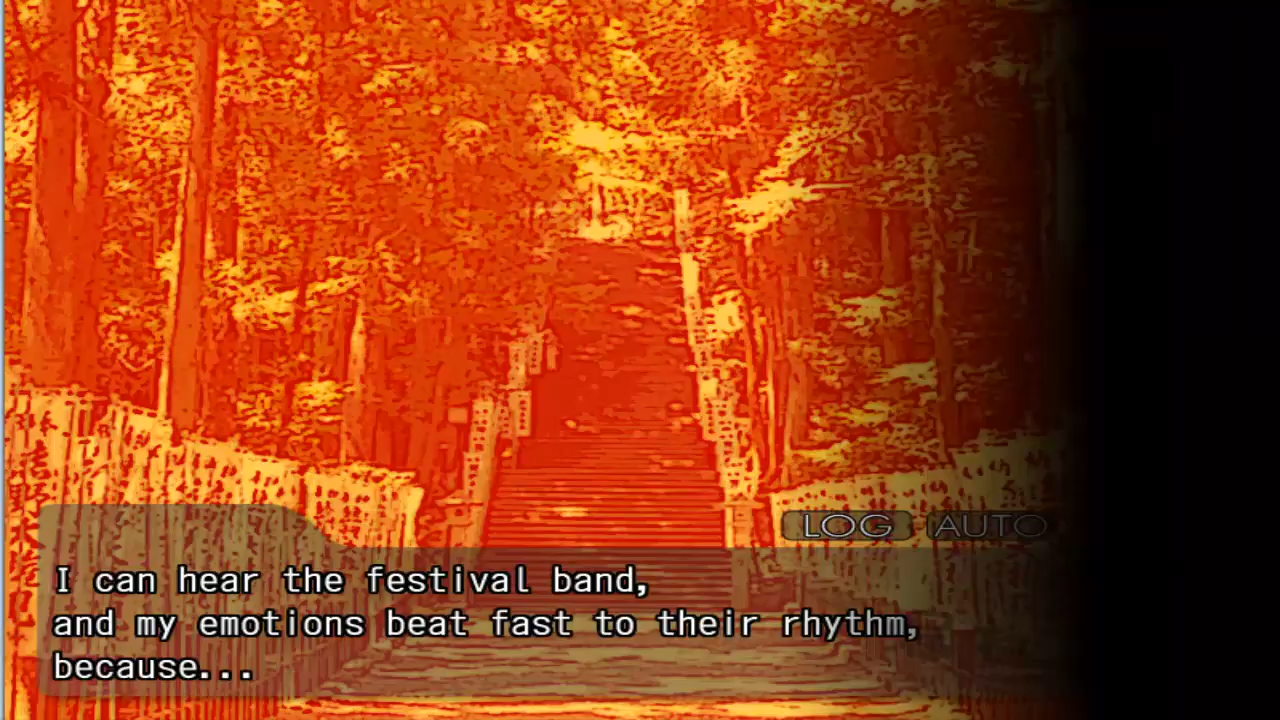 LOG AUTO
I can hear the festival band,
and my emotions beat fast to their rhythm,
because...